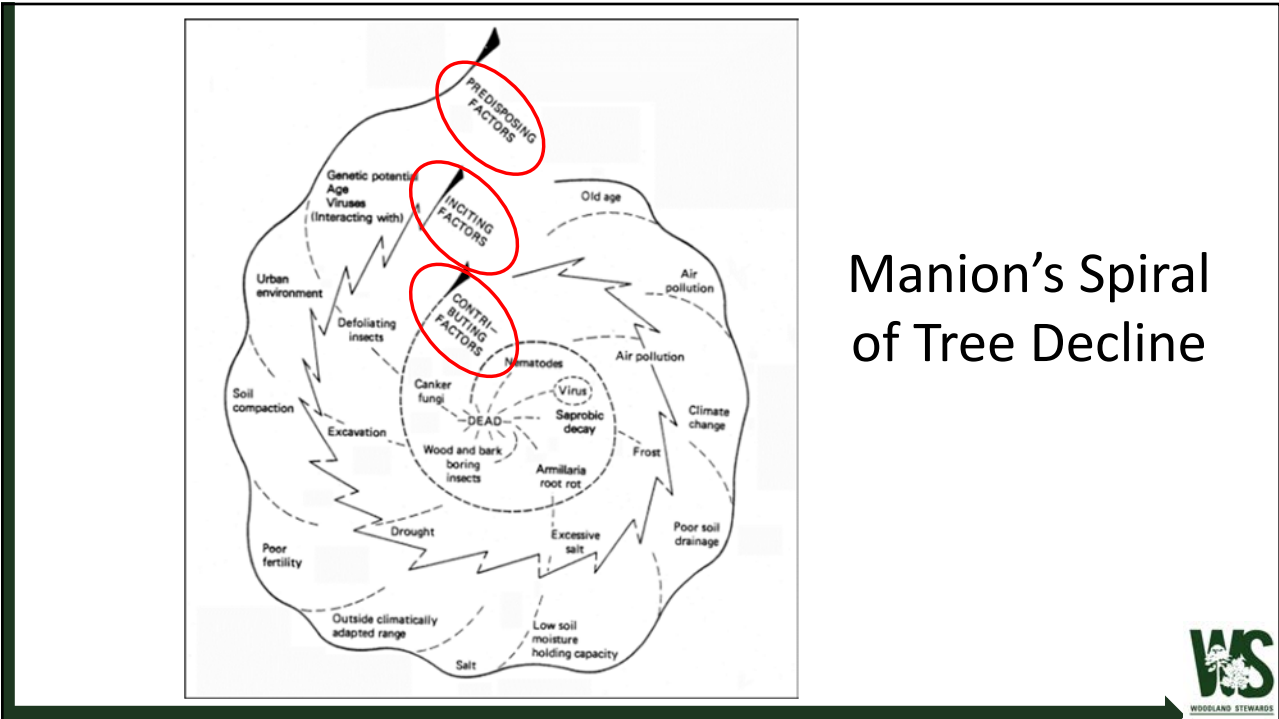 PREDISPOSING
FACTORS
Genetic potential
Age
Viruses
(Interacting with)
INCITING
FACTORS
Old age
Urban
environment
Air
pollution
Defoliating
insects
CONTRI-
BUTING
FACTORS
Air pollution
Nematodes
Canker
fungi
Virus
Soil
compaction
DEAD
Saprobic
decay
Climate
change
Excavation
Wood and bark
boring
insects
Frost
Armillaria
root rot
Drought
Excessive
salt
Poor soil
drainage
Poor
fertility
Outside climatically
adapted range
Low soil
moisture
holding capacity
Salt
Manion’s Spiral
of Tree Decline
WS
WOODLAND STEWARDS